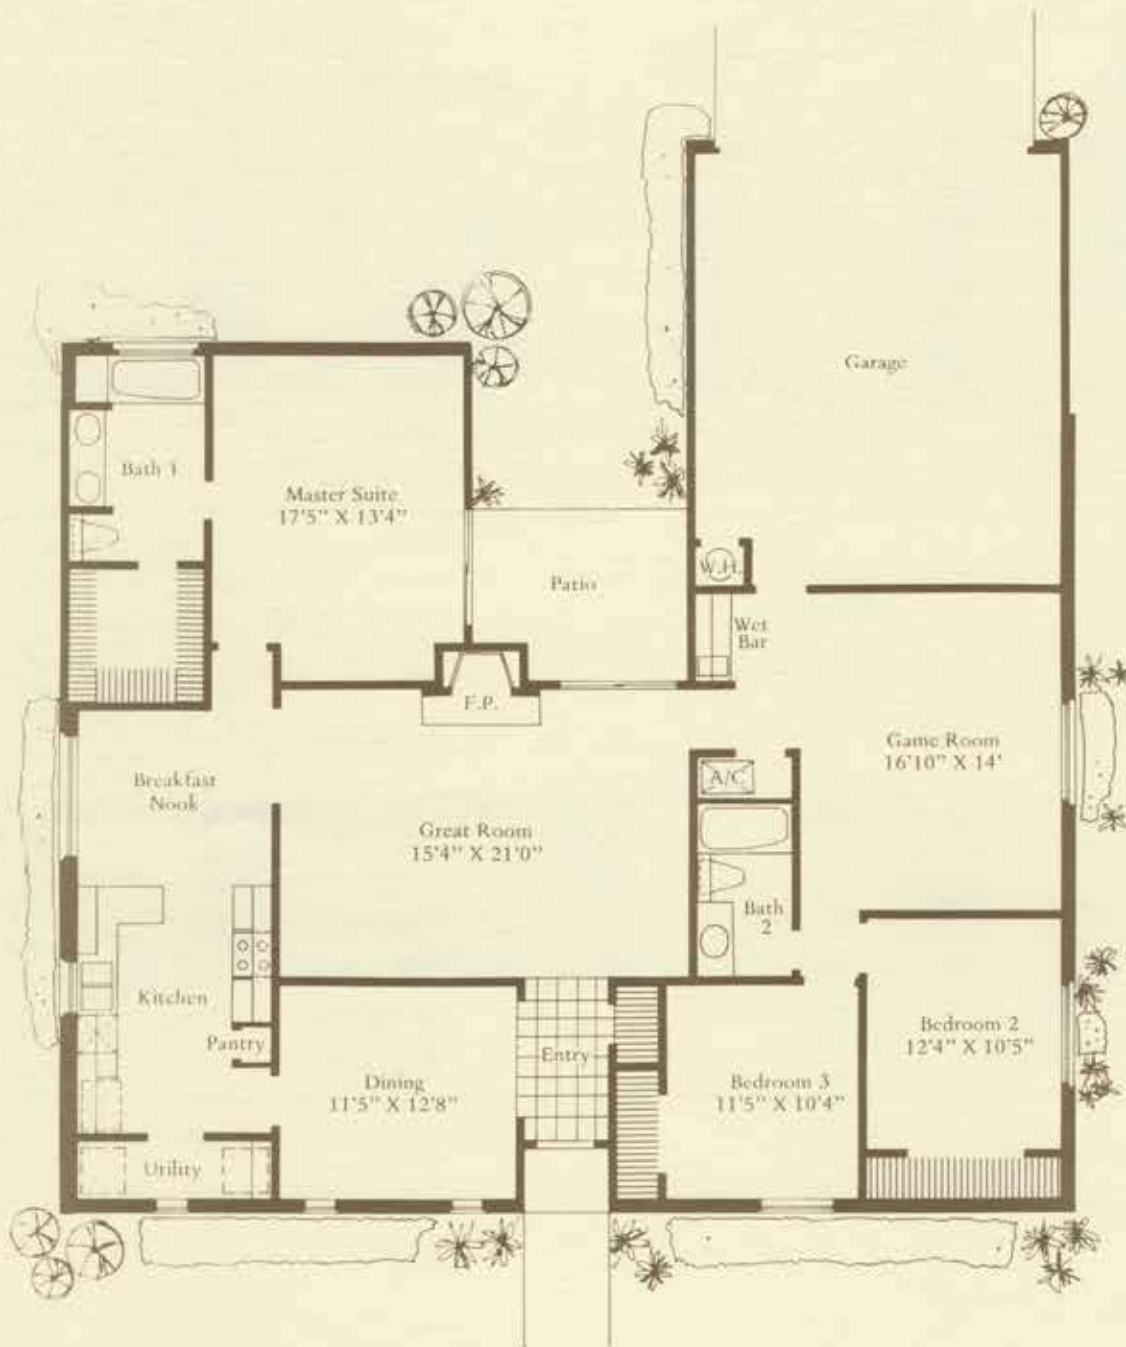 Garage
Bath 1
Master Suite
17'5" X 13'4"
Patio
W.H.
Wet
Bar
F.P.
Breakfast
Nook
A/C
Game Room
16'10" X 14'
Great Room
15'4" X 21'0"
Bath
2
Kitchen
Pantry
Entry
Bedroom 2
12'4" X 10'5"
Dining
11'5" X 12'8"
Bedroom 3
11'5" X 10'4"
Utility